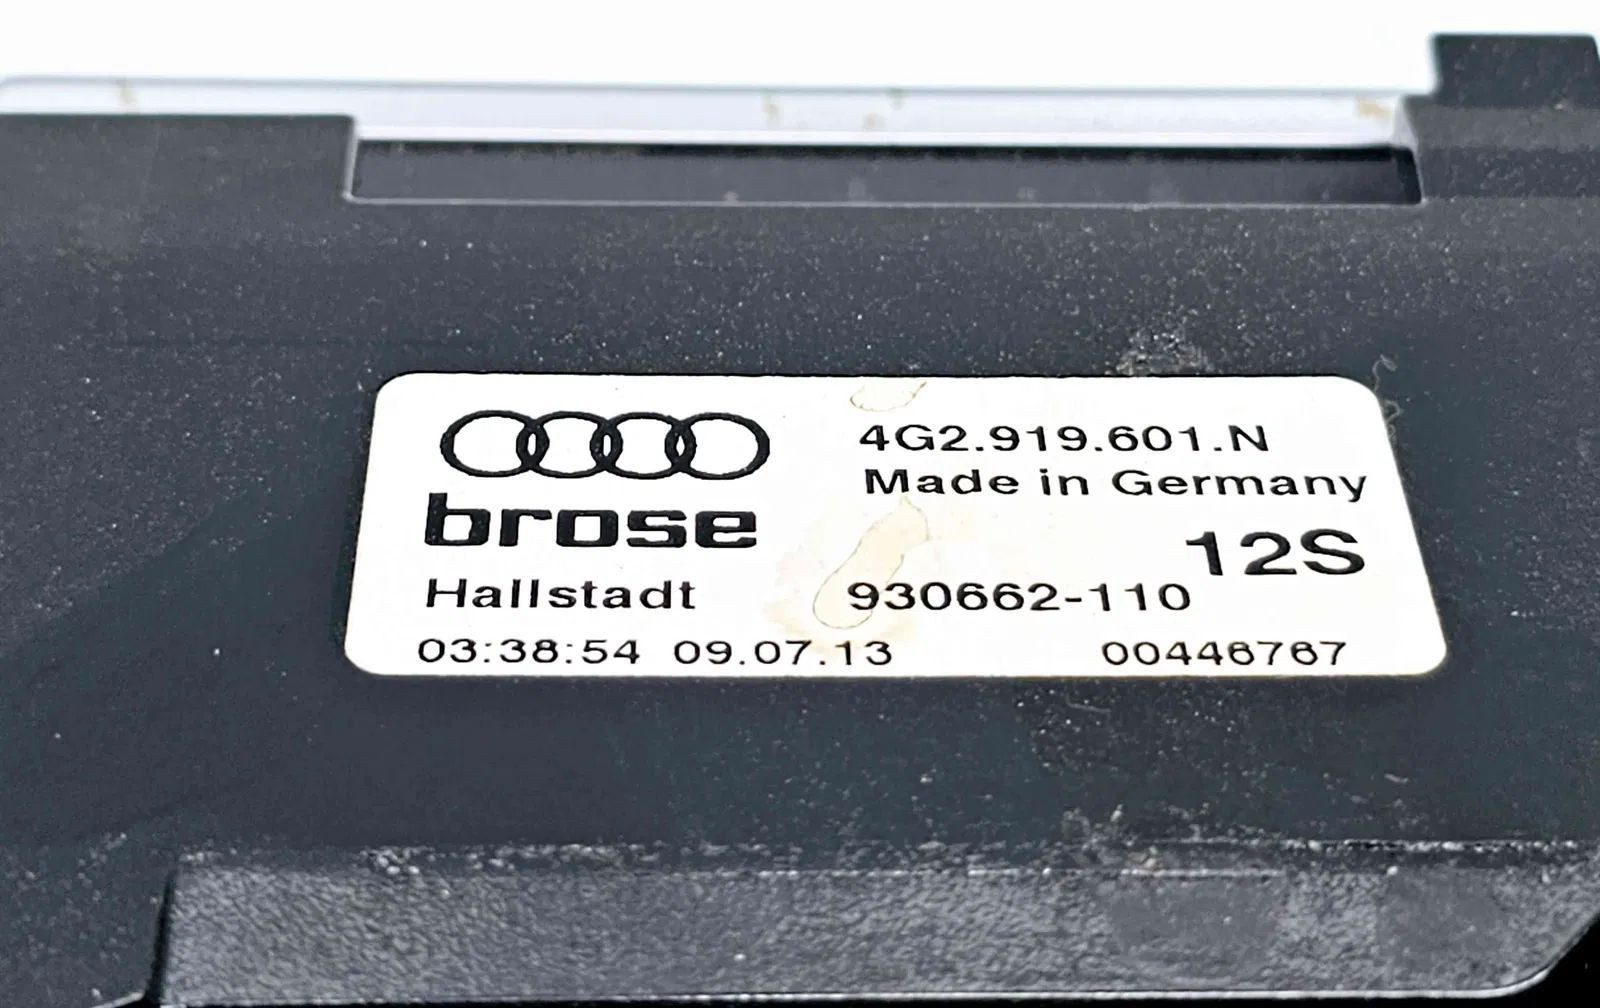 4G2.919.601.N
Made in Germany
brose
12S
Hallstadt 930662-110
03:38:54 09.07.13 00446767